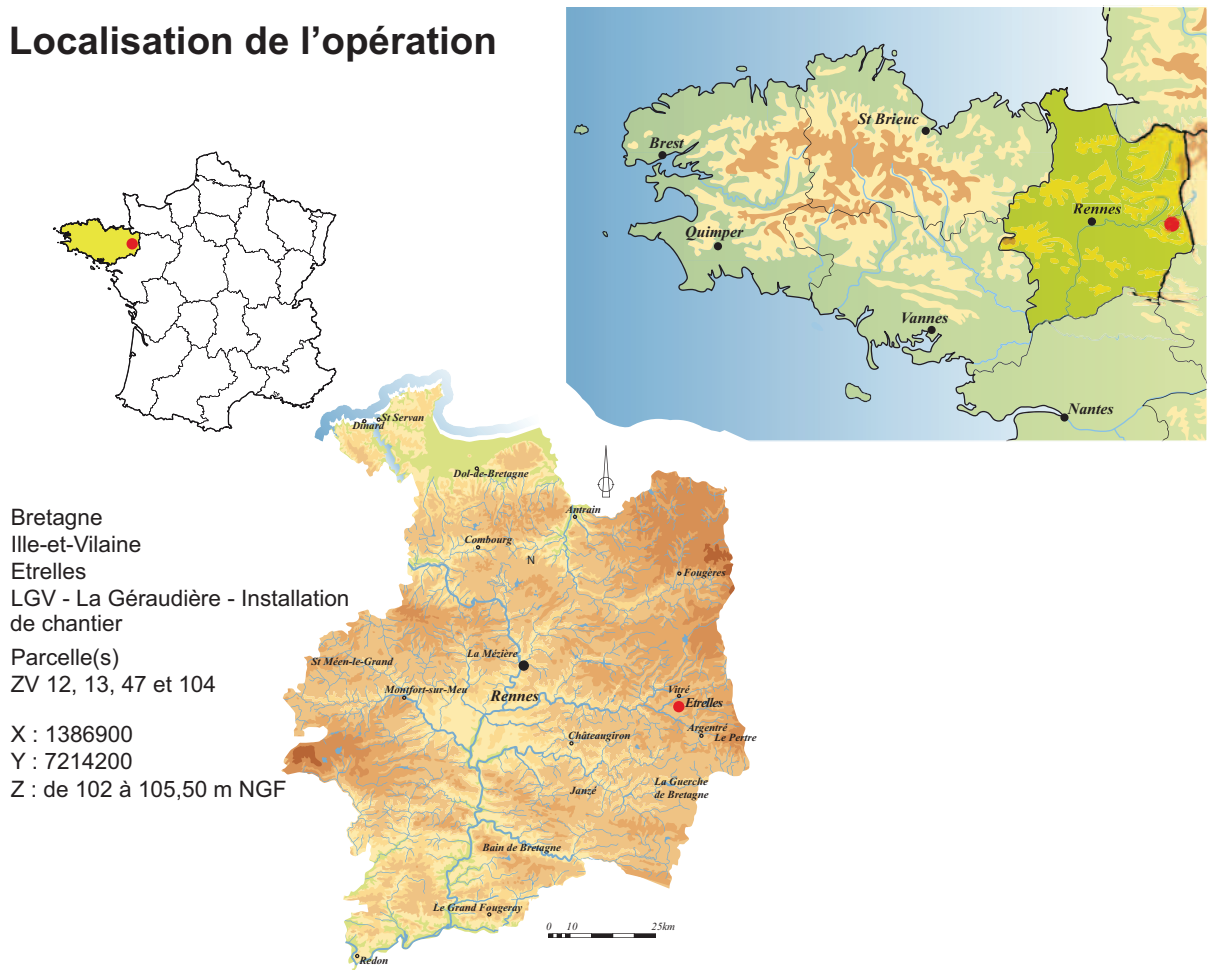 Localisation de l’opération
St Brieuc
Brest
Rennes
Quimper
Vannes
Nantes
St Servan
Dinard
Dol-de-Bretagne
Antrain
Combourg
N
Fougères
La Mézière
St Méen-le-Grand
Montfort-sur-Meu
Rennes
Vitré
Etrelles
Argentré
Le Pertre
Châteaugiron
La Guerche
de Bretagne
Janzé
Bain de Bretagne
Le Grand Fougeray
Redon
0 10 25km
Bretagne
Ille-et-Vilaine
Etrelles
LGV - La Géraudière - Installation
de chantier
Parcelle(s)
ZV 12, 13, 47 et 104
X : 1386900
Y : 7214200
Z : de 102 à 105,50 m NGF